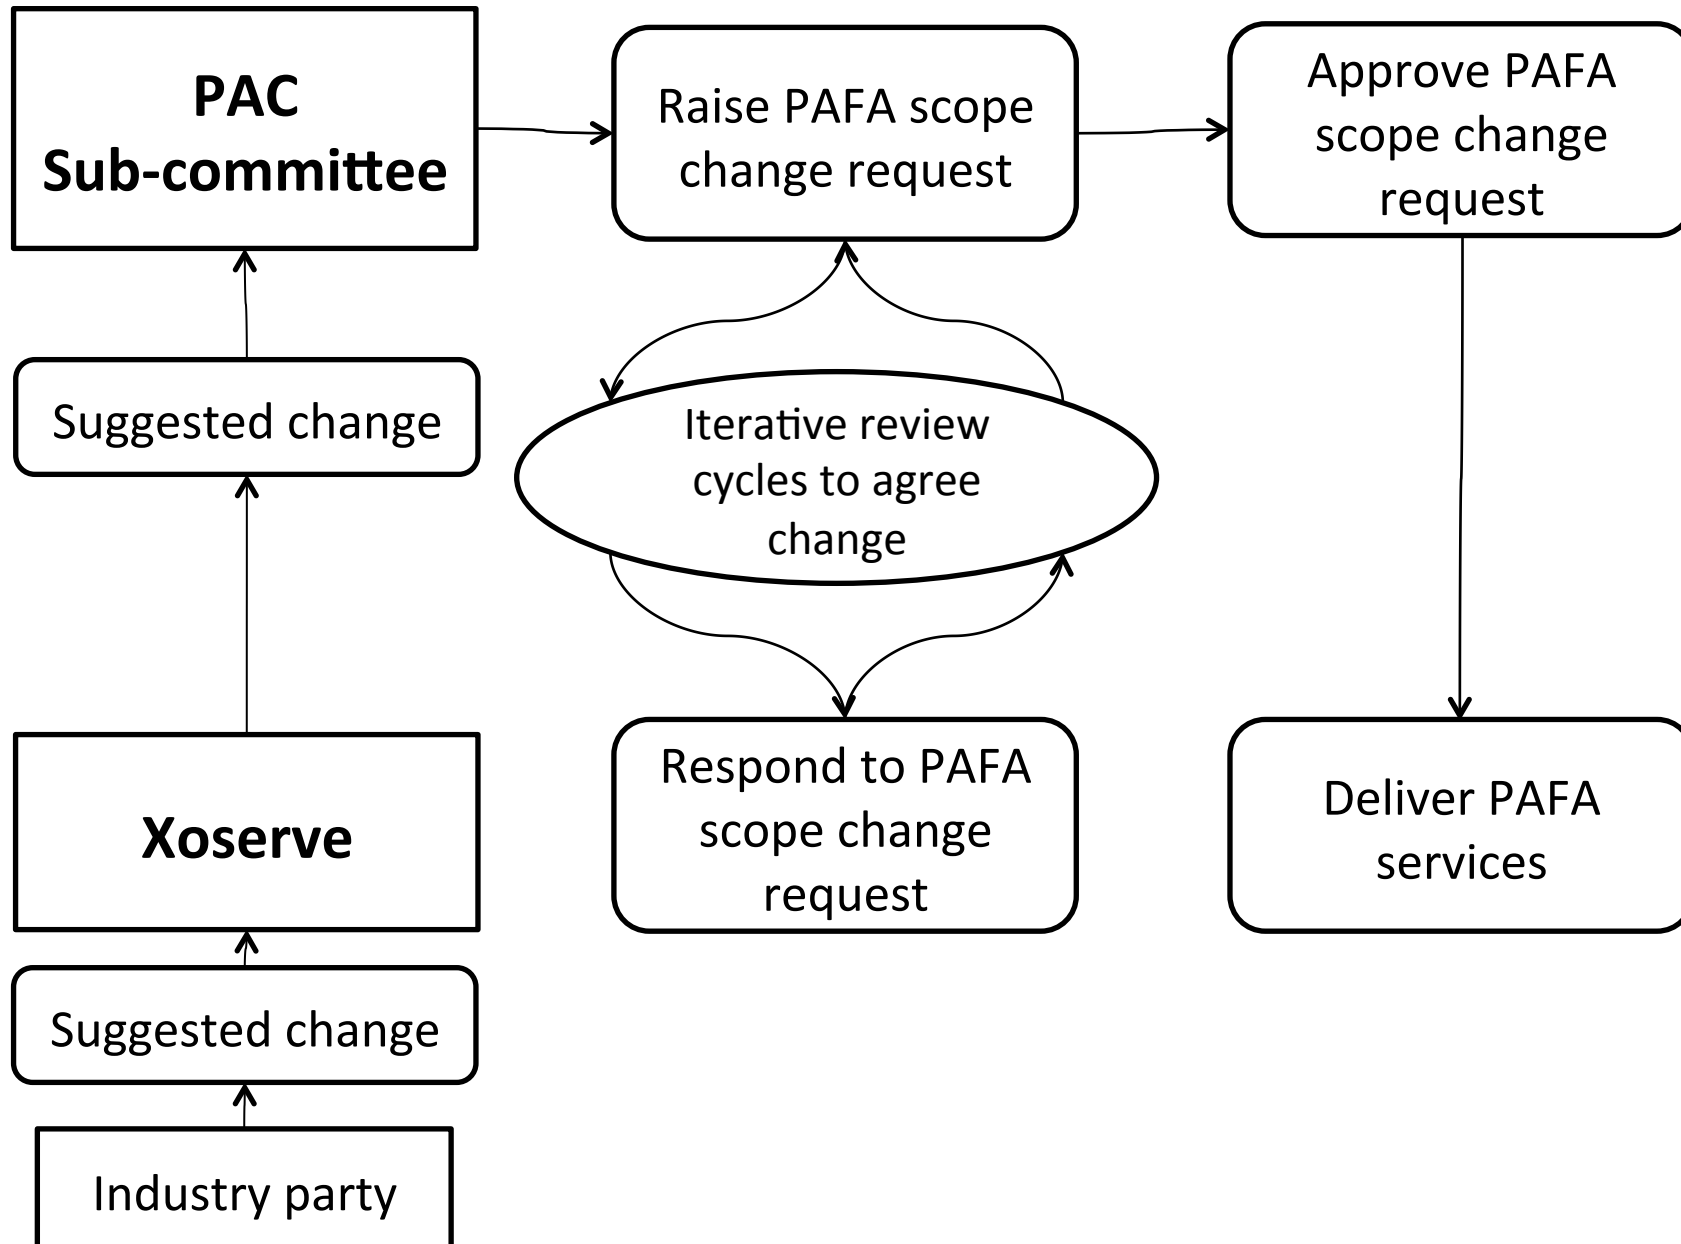 PAC
Sub-committee
Raise PAFA scope
change request
Approve PAFA
scope change
request
Suggested change
Iterative review
cycles to agree
change
Xoserve
Respond to PAFA
scope change
request
Deliver PAFA
services
Suggested change
Industry party